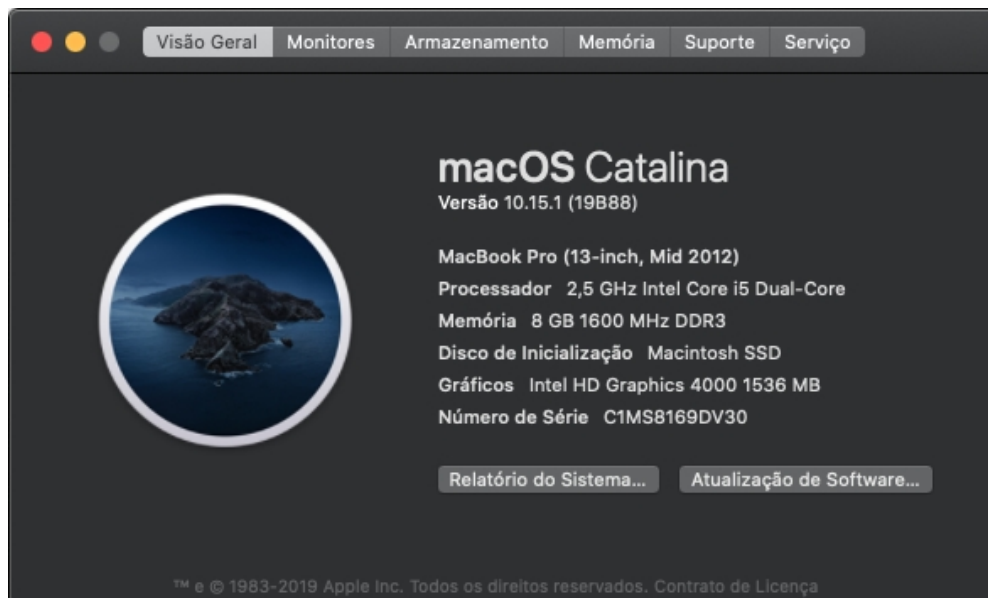 Visão Geral Monitores Armazenamento Memória Suporte Serviço
macOS Catalina
Versão 10.15.1 (19B88)
MacBook Pro (13-inch, Mid 2012)
Processador 2,5 GHz Intel Core i5 Dual-Core
Memória 8 GB 1600 MHz DDR3
Disco de Inicialização Macintosh SSD
Gráficos Intel HD Graphics 4000 1536 MB
Número de Série C1MS8169DV30
Relatório do Sistema... Atualização de Software...
™ e © 1983-2019 Apple Inc. Todos os direitos reservados. Contrato de Licença